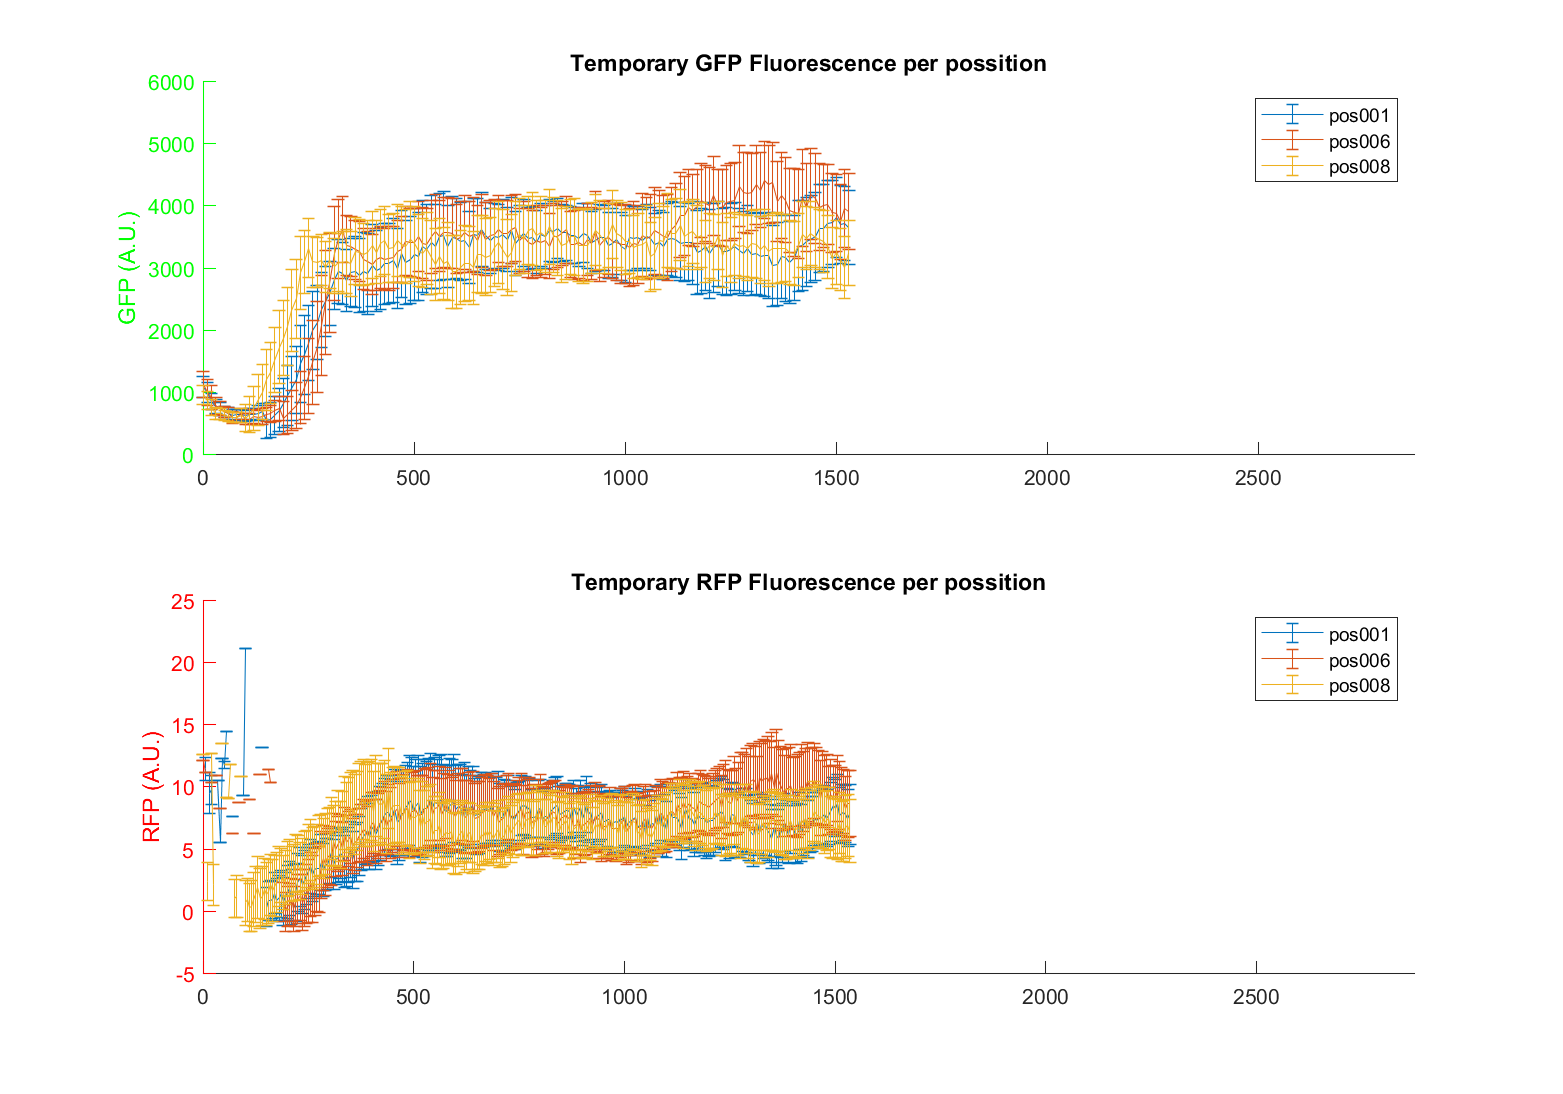 Temporary GFP Fluorescence per possition
GFP (A.U.)
6000
5000
4000
3000
2000
1000
0
pos001
pos006
pos008
0 500 1000 1500 2000 2500
Temporary RFP Fluorescence per possition
RFP (A.U.)
25
20
15
10
5
0
-5
pos001
pos006
pos008
0 500 1000 1500 2000 2500